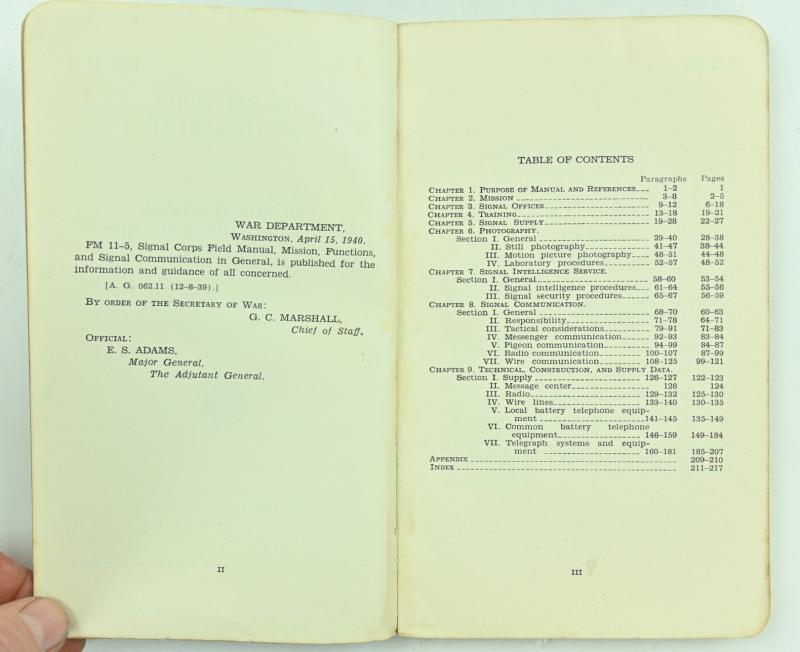 WAR DEPARTMENT,
WASHINGTON, April 15, 1940.
FM 11–5, Signal Corps Field Manual, Mission, Functions,
and Signal Communication in General, is published for the
information and guidance of all concerned.
[A. G. 062.11 (12–8–39).]
BY ORDER OF THE SECRETARY OF WAR:
G. C. MARSHALL,
Chief of Staff.
OFFICIAL:
E. S. ADAMS,
Major General,
The Adjutant General.
II
TABLE OF CONTENTS
Paragraphs Pages
CHAPTER 1. PURPOSE OF MANUAL AND REFERENCES 1–2 1
CHAPTER 2. MISSION 3–8 2–5
CHAPTER 3. SIGNAL OFFICER 9–12 6–18
CHAPTER 4. TRAINING 13–18 19–21
CHAPTER 5. SIGNAL SUPPLY 19–28 22–27
CHAPTER 6. PHOTOGRAPHY.
Section I. General 29–40 28–38
II. Still photography 41–47 38–44
III. Motion picture photography 48–51 44–48
IV. Laboratory procedures 52–57 48–52
CHAPTER 7. SIGNAL INTELLIGENCE SERVICE.
Section I. General 58–60 53–54
II. Signal intelligence procedures 61–64 55–56
III. Signal security procedures 65–67 56–59
CHAPTER 8. SIGNAL COMMUNICATION.
Section I. General 68–70 60–63
II. Responsibility 71–78 64–71
III. Tactical considerations 79–91 71–83
IV. Messenger communication 92–93 83–84
V. Pigeon communication 94–99 84–87
VI. Radio communication 100–107 87–99
VII. Wire communication 108–125 99–121
CHAPTER 9. TECHNICAL, CONSTRUCTION, AND SUPPLY DATA.
Section I. Supply 126–127 122–123
II. Message center 128 124
III. Radio 129–132 125–130
IV. Wire lines 133–140 130–135
V. Local battery telephone equip-
ment 141–145 135–149
VI. Common battery telephone
equipment 146–159 149–184
VII. Telegraph systems and equip-
ment 160–181 185–207
APPENDIX 209–210
INDEX 211–217
III